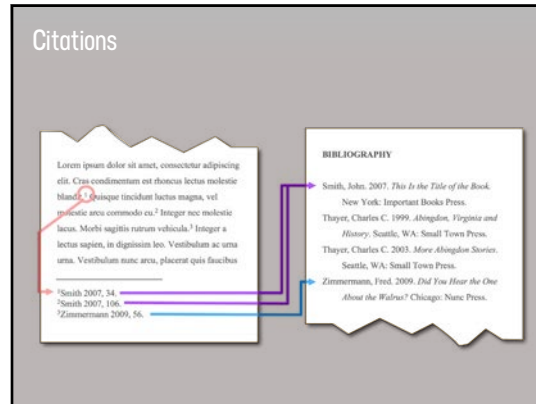 Citations
Lorem ipsum dolor sit amet, consectetur adipiscing
elit. Cras condimentum est rhoncus lectus molestie
blandit.¹ Quisque tincidunt luctus magna, vel
molestie arcu commodo eu.² Integer nec molestie
lacus. Morbi sagittis rutrum vehicula.³ Integer a
lectus sapien, in dignissim leo. Vestibulum ac urna
urna. Vestibulum nunc arcu, placerat quis faucibus
¹Smith 2007, 34.
²Smith 2007, 106.
³Zimmermann 2009, 56.
BIBLIOGRAPHY
Smith, John. 2007. This Is the Title of the Book.
New York: Important Books Press.
Thayer, Charles C. 1999. Abingdon, Virginia and
History. Seattle, WA: Small Town Press.
Thayer, Charles C. 2003. More Abingdon Stories.
Seattle, WA: Small Town Press.
Zimmermann, Fred. 2009. Did You Hear the One
About the Walrus? Chicago: Nunc Press.